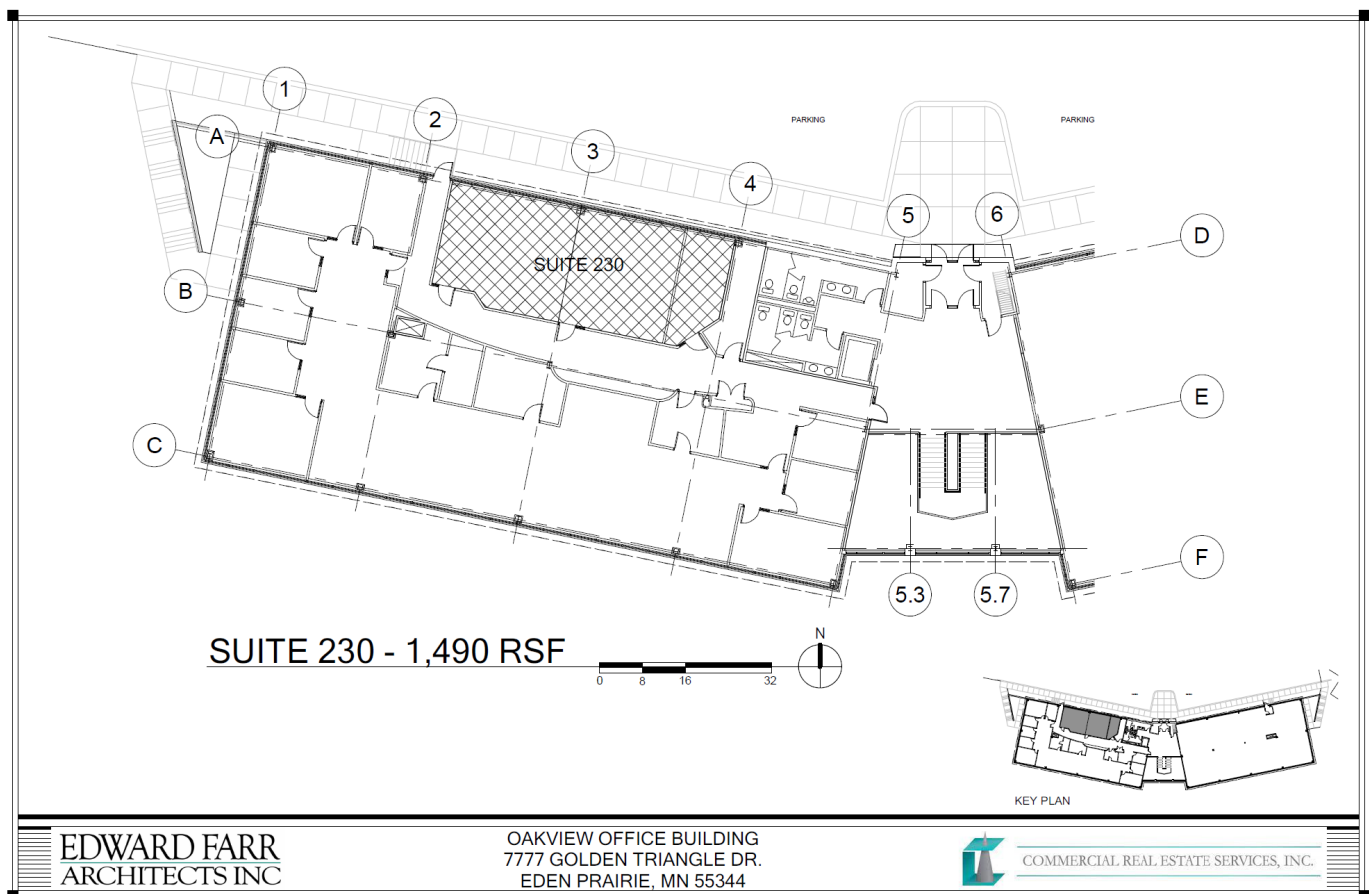 1
2
3
4
5
6
A
B
C
D
E
F
5.3
5.7
PARKING
PARKING
SUITE 230
SUITE 230 - 1,490 RSF
0 8 16 32
N
KEY PLAN
EDWARD FARR
ARCHITECTS INC
OAKVIEW OFFICE BUILDING
7777 GOLDEN TRIANGLE DR.
EDEN PRAIRIE, MN 55344
COMMERCIAL REAL ESTATE SERVICES, INC.